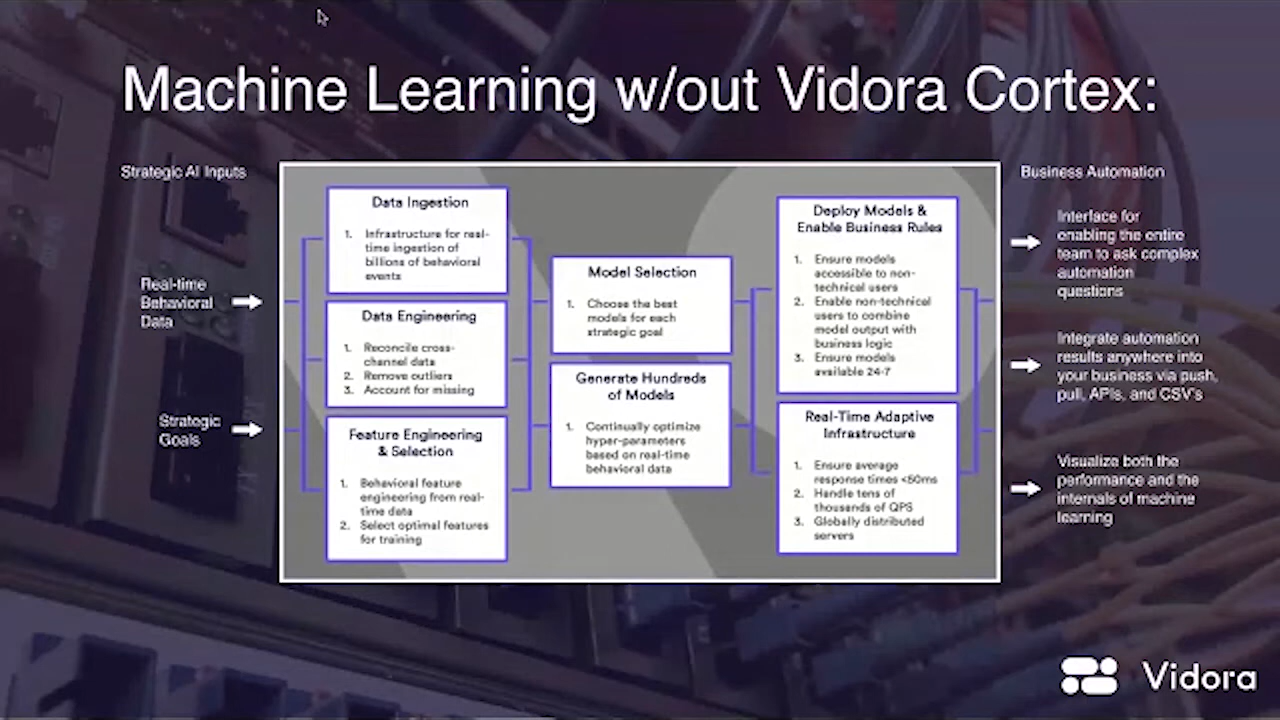 Machine Learning w/out Vidora Cortex:
Strategic AI Inputs
Real-time
Behavioral
Data
Strategic
Goals
Data Ingestion
1. Infrastructure for real-
time ingestion of
billions of behavioral
events
Data Engineering
1. Reconcile cross-
channel data
2. Remove outliers
3. Account for missing
Feature Engineering
& Selection
1. Behavioral feature
engineering from real-
time data
2. Select optimal features
for training
Model Selection
1. Choose the best
models for each
strategic goal
Generate Hundreds
of Models
1. Continually optimize
hyper-parameters
based on real-time
behavioral data
Deploy Models &
Enable Business Rules
1. Ensure models
accessible to non-
technical users
2. Enable non-technical
users to combine
model output with
business logic
3. Ensure models
available 24-7
Real-Time Adaptive
Infrastructure
1. Ensure average
response times <50ms
2. Handle tens of
thousands of QPS
3. Globally distributed
servers
Business Automation
Interface for
enabling the entire
team to ask complex
automation
questions
Integrate automation
results anywhere into
your business via push,
pull, APIs, and CSV's
Visualize both the
performance and the
internals of machine
learning
Vidora